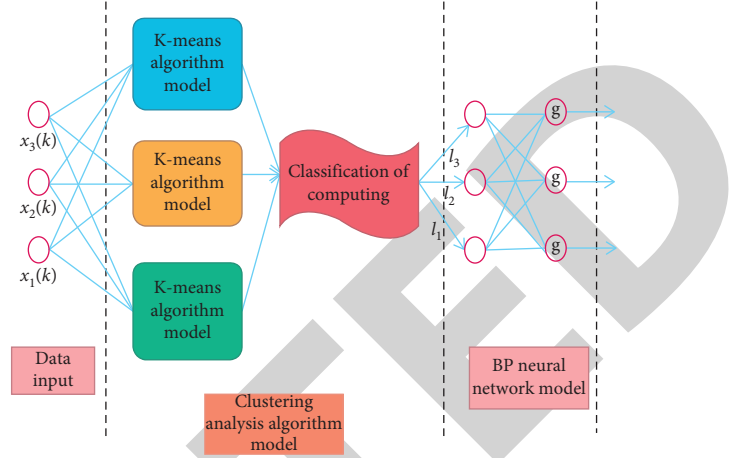 K-means
algorithm
model
x3(k)
K-means
algorithm
model
x2(k)
x1(k)
K-means
algorithm
model
Classification of
computing
l3
l2
l1
g
g
g
Data
input
Clustering
analysis algorithm
model
BP neural
network model
TED